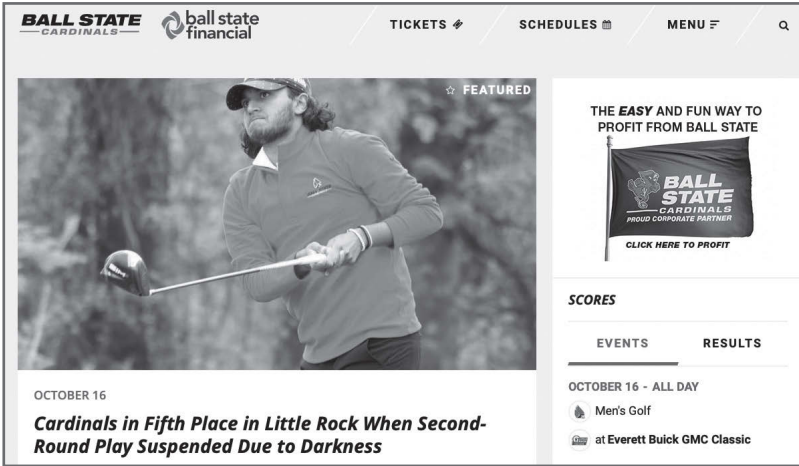 BALL STATE
CARDINALS
ball state
financial
TICKETS
SCHEDULES
MENU
FEATURED
OCTOBER 16
Cardinals in Fifth Place in Little Rock When Second-
Round Play Suspended Due to Darkness
THE EASY AND FUN WAY TO
PROFIT FROM BALL STATE
BALL
STATE
CARDINALS
PROUD CORPORATE PARTNER
CLICK HERE TO PROFIT
SCORES
EVENTS RESULTS
OCTOBER 16 - ALL DAY
Men's Golf
at Everett Buick GMC Classic